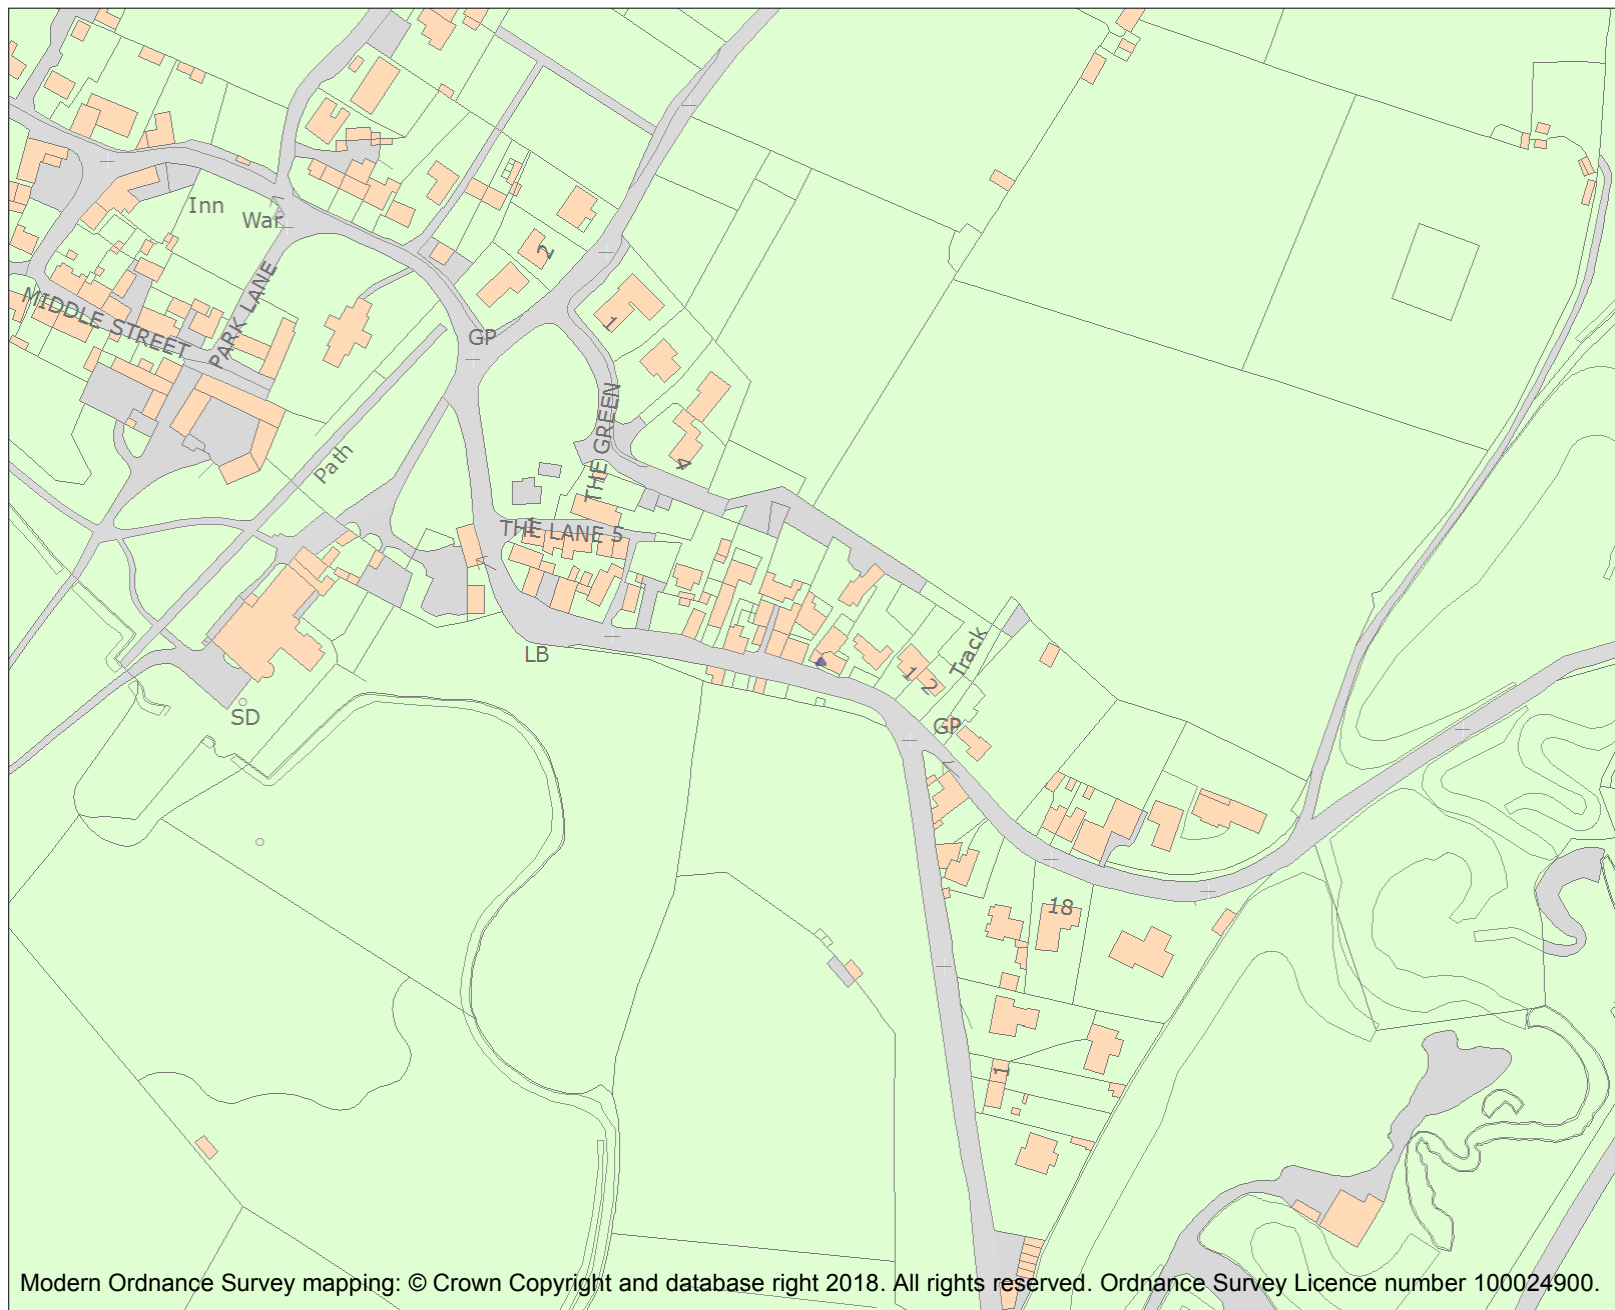 Inn
War
2
MIDDLE STREET
PARK LANE
1
GP
THE GREEN
Path
4
THE LANE 5
LB
Track
1 2
SD
GP
18
1
Modern Ordnance Survey mapping: © Crown Copyright and database right 2018. All rights reserved. Ordnance Survey Licence number 100024900.